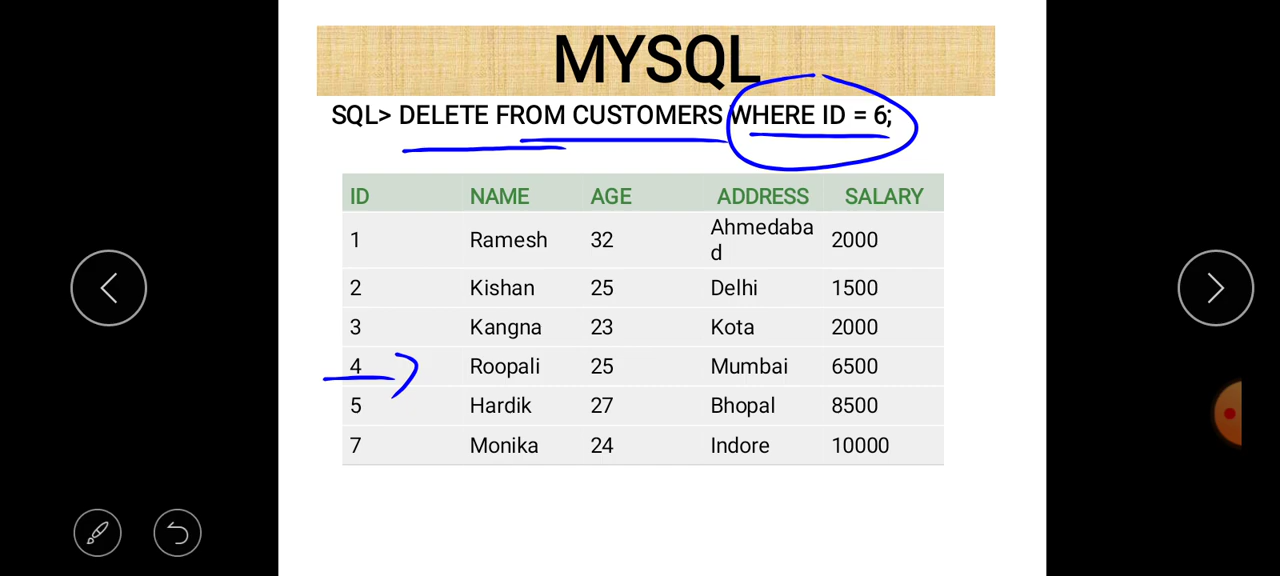 MYSQL
SQL> DELETE FROM CUSTOMERS WHERE ID = 6;
ID NAME AGE ADDRESS SALARY
1 Ramesh 32 Ahmedaba
d 2000
2 Kishan 25 Delhi 1500
3 Kangna 23 Kota 2000
4 Roopali 25 Mumbai 6500
5 Hardik 27 Bhopal 8500
7 Monika 24 Indore 10000